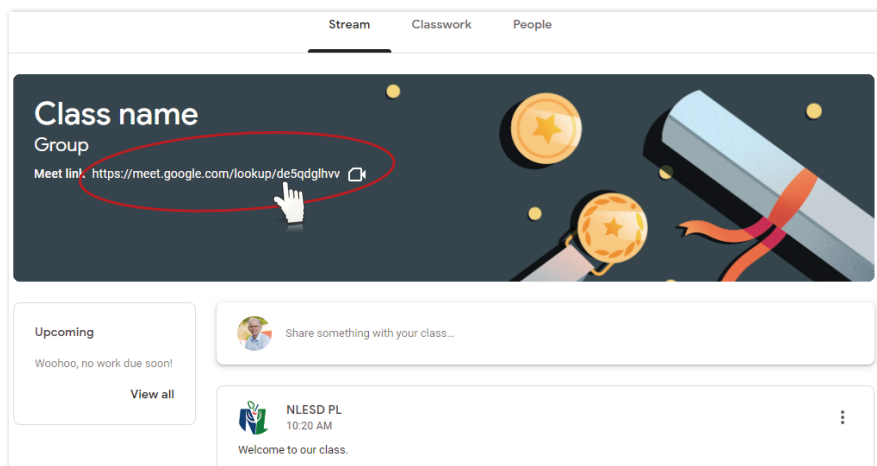 Stream Classwork People
Class name
Group
Meet link https://meet.google.com/lookup/de5qdglhvv
Upcoming
Woohoo, no work due soon!
View all
Share something with your class...
NLESD PL
10:20 AM
Welcome to our class.